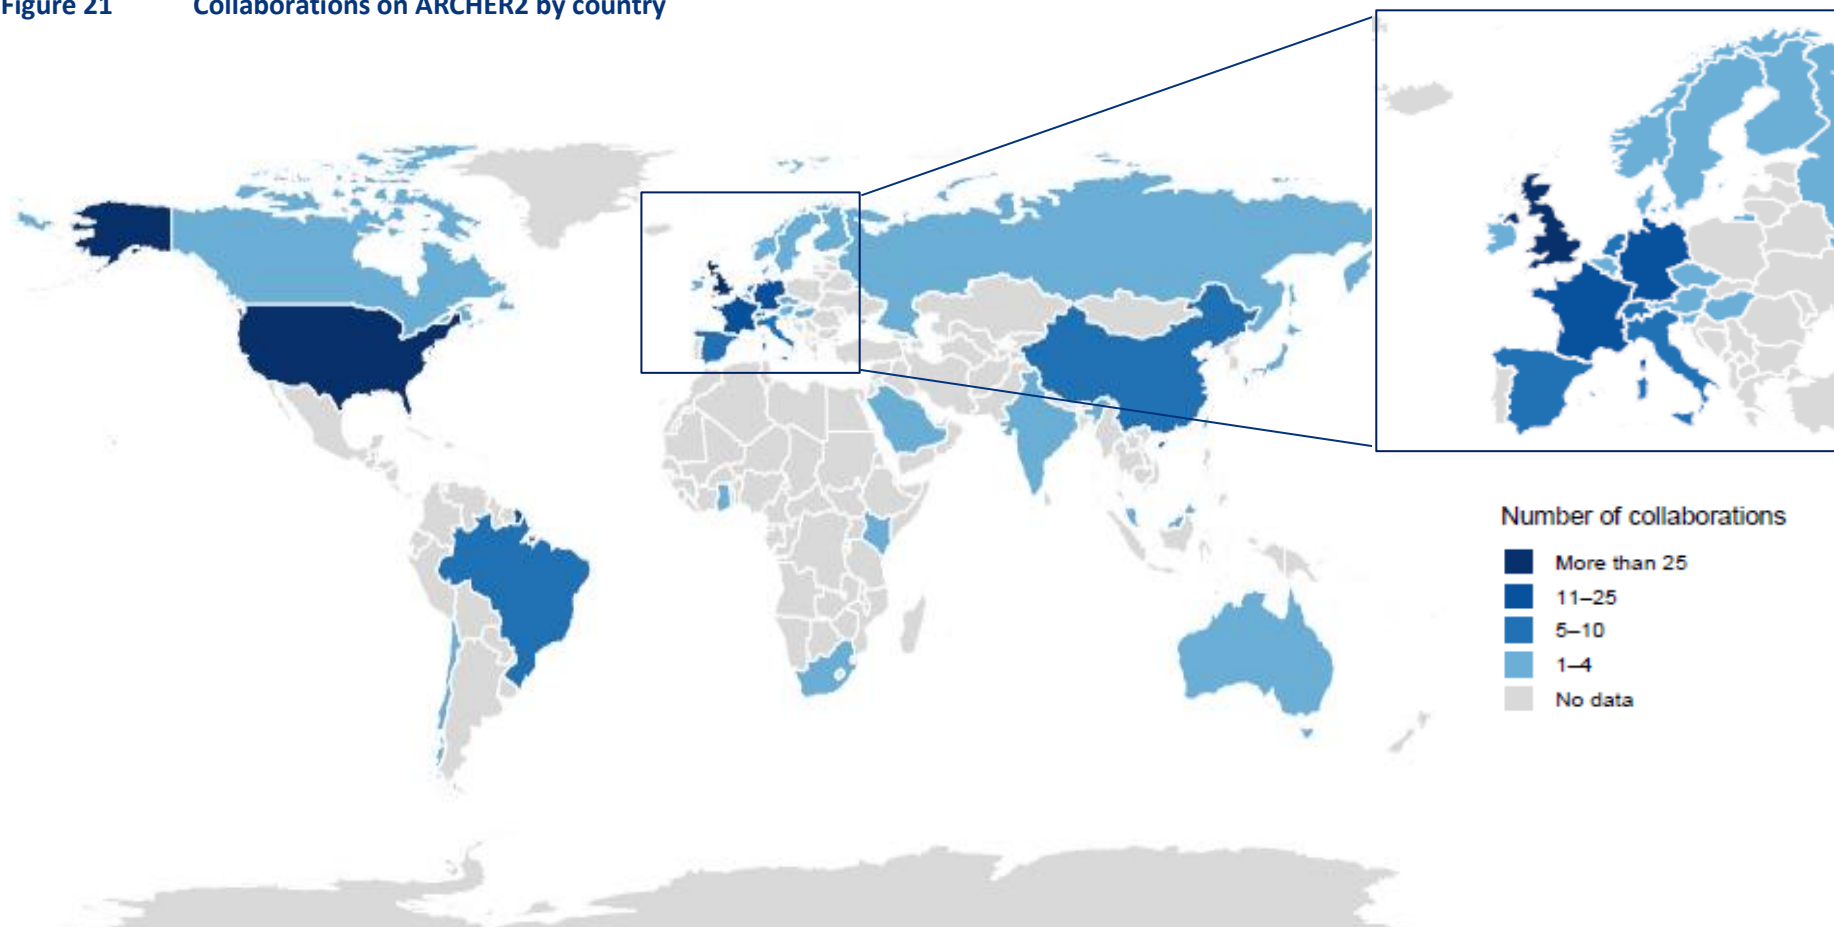 Figure 21 Collaborations on ARCHER2 by country
Number of collaborations
More than 25
11–25
5–10
1–4
No data